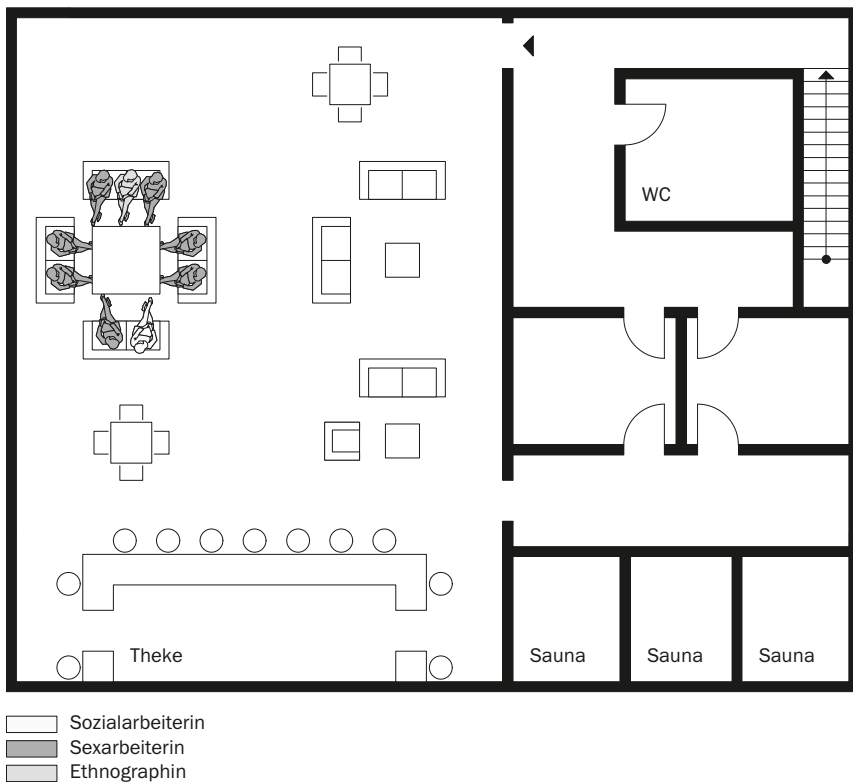 WC
Theke
Sauna Sauna Sauna
Sozialarbeiterin
Sexarbeiterin
Ethnographin